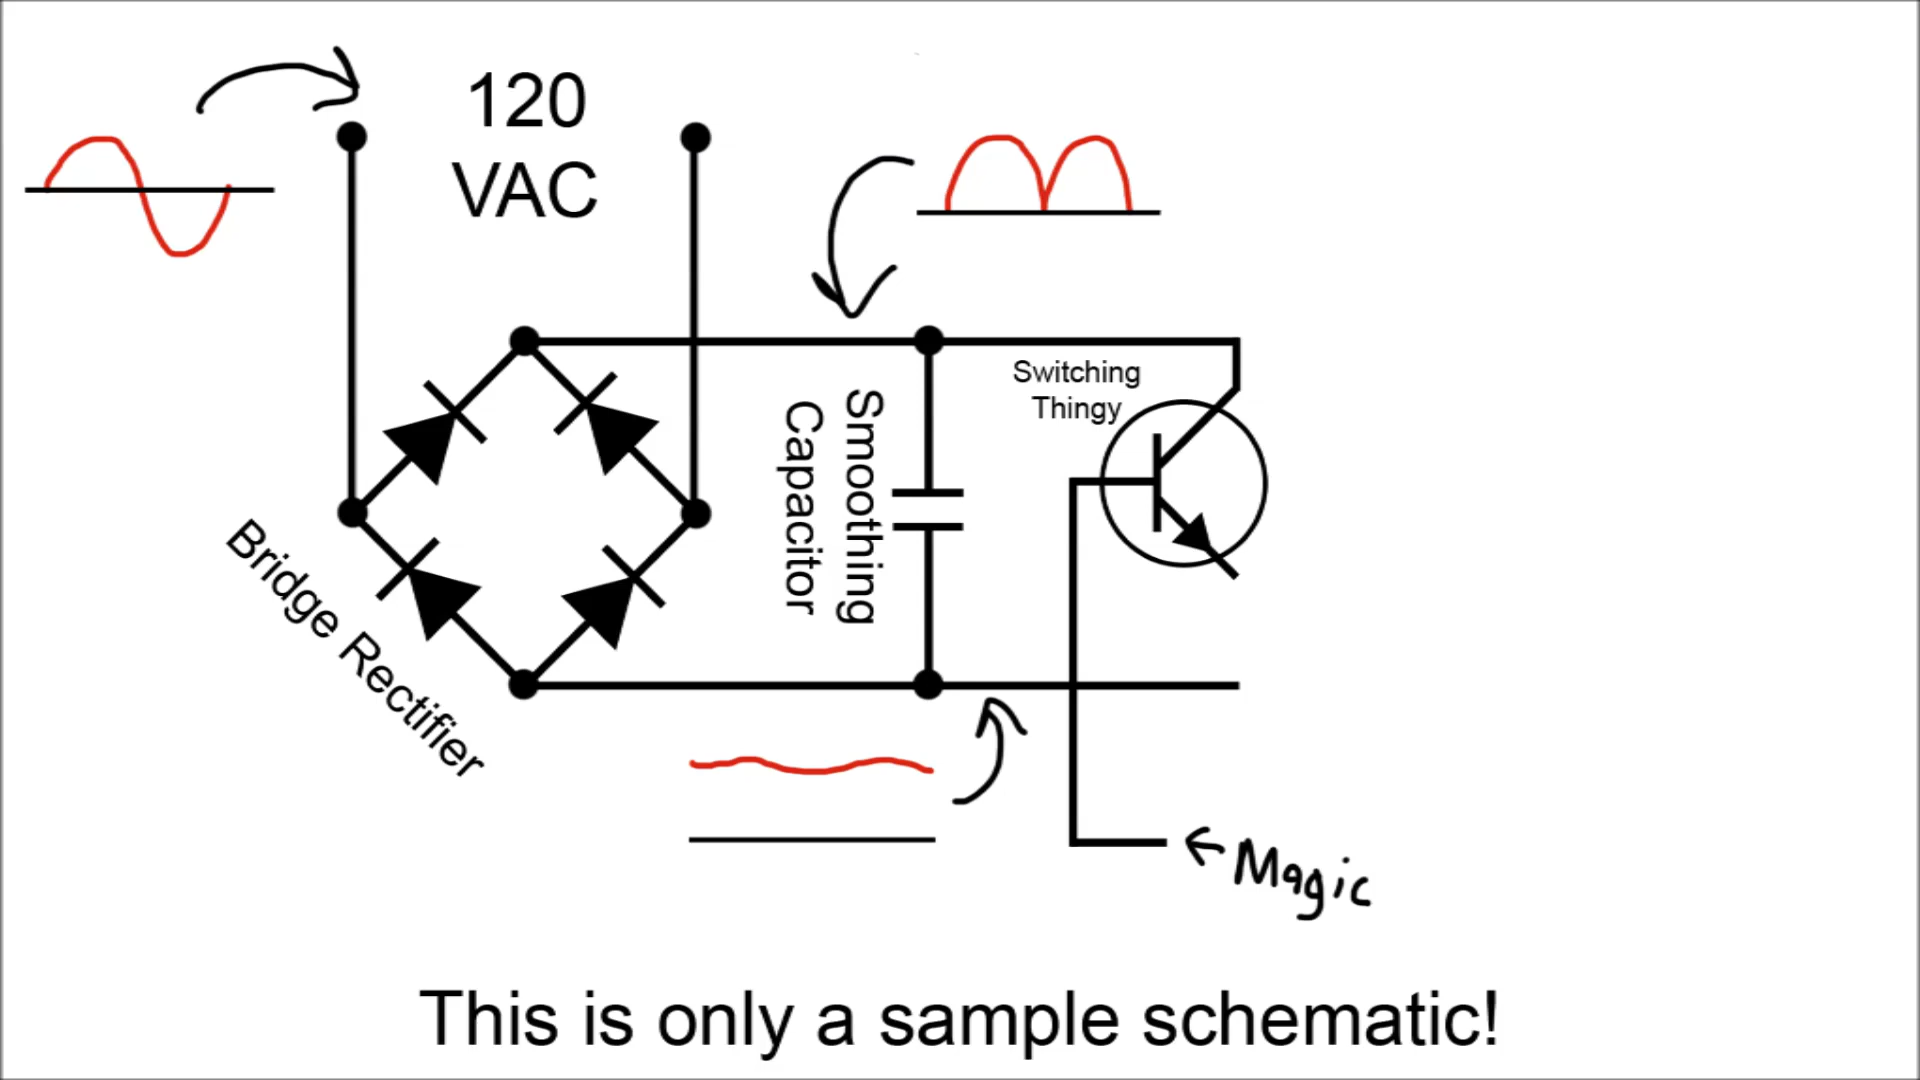 120
VAC
Switching
Thingy
Smoothing
Capacitor
Bridge Rectifier
Magic
This is only a sample schematic!